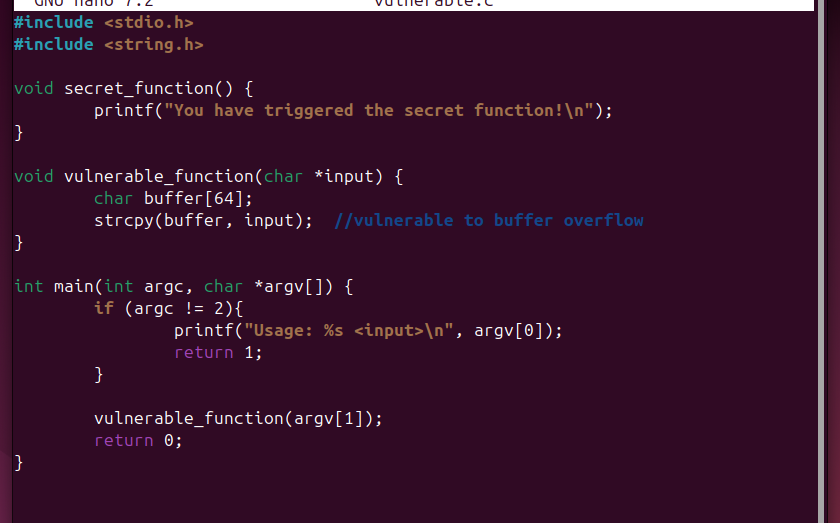 GNU nano 7.2 vulnerable.c
#include <stdio.h>
#include <string.h>

void secret_function() {
        printf("You have triggered the secret function!\n");
}

void vulnerable_function(char *input) {
        char buffer[64];
        strcpy(buffer, input);  //vulnerable to buffer overflow
}

int main(int argc, char *argv[]) {
        if (argc != 2){
                printf("Usage: %s <input>\n", argv[0]);
                return 1;
        }

        vulnerable_function(argv[1]);
        return 0;
}